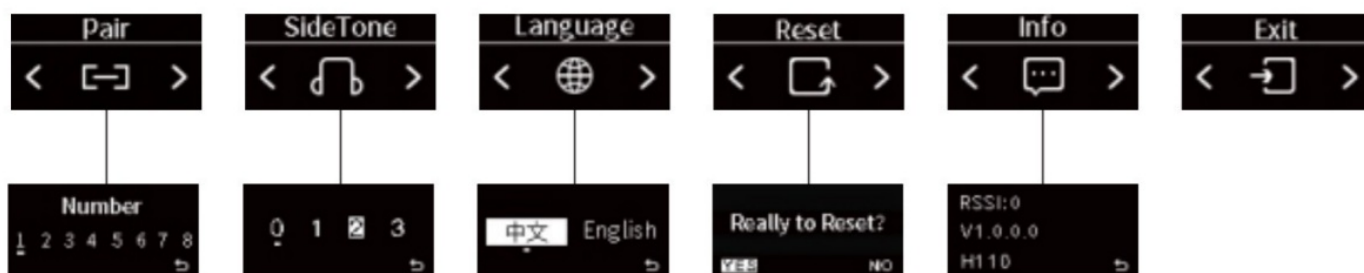 Pair
SideTone
Language
Reset
Info
Exit
Number
1 2 3 4 5 6 7 8
0 1 2 3
中文 English
Really to Reset?
YES NO
RSSI:0
V1.0.0.0
H110